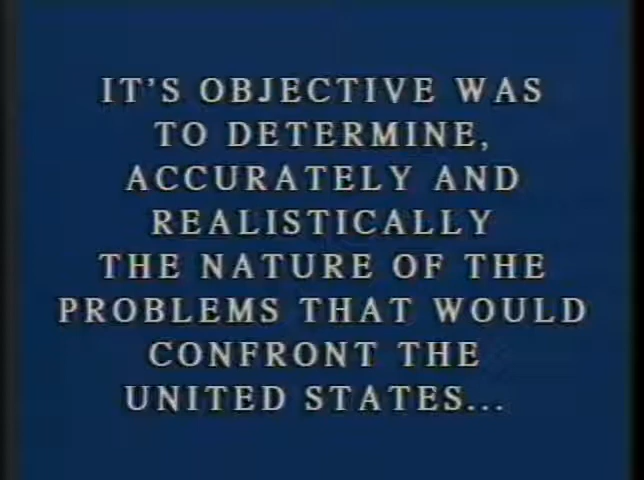 IT'S OBJECTIVE WAS
TO DETERMINE,
ACCURATELY AND
REALISTICALLY
THE NATURE OF THE
PROBLEMS THAT WOULD
CONFRONT THE
UNITED STATES...